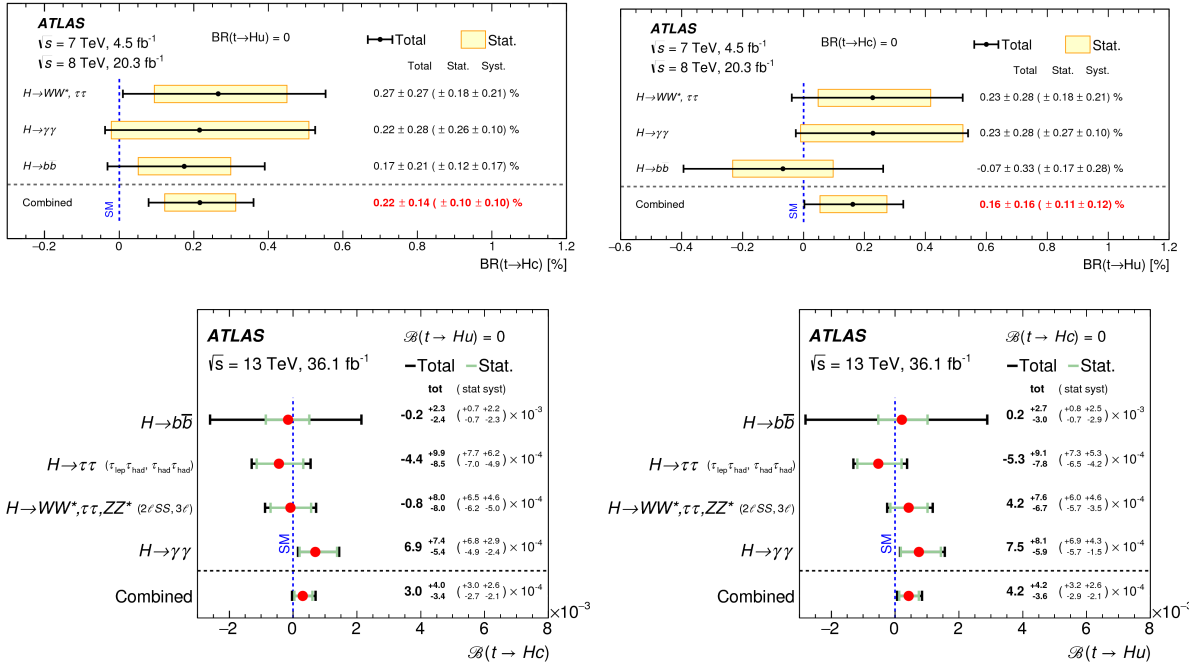 ATLAS
√s = 7 TeV, 4.5 fb-1
√s = 8 TeV, 20.3 fb-1
BR(t→Hu) = 0
Total Stat.
Total Stat. Syst.
H→WW*, ττ 0.27 ± 0.27 ( ± 0.18 ± 0.21) %
H→γγ 0.22 ± 0.28 ( ± 0.26 ± 0.10) %
H→bb 0.17 ± 0.21 ( ± 0.12 ± 0.17) %
Combined 0.22 ± 0.14 ( ± 0.10 ± 0.10) %
SM
−0.2 0 0.2 0.4 0.6 0.8 1 1.2
BR(t→Hc) [%]
ATLAS
√s = 7 TeV, 4.5 fb-1
√s = 8 TeV, 20.3 fb-1
BR(t→Hc) = 0
Total Stat.
Total Stat. Syst.
H→WW*, ττ 0.23 ± 0.28 ( ± 0.18 ± 0.21) %
H→γγ 0.23 ± 0.28 ( ± 0.27 ± 0.10) %
H→bb -0.07 ± 0.33 ( ± 0.17 ± 0.28) %
Combined 0.16 ± 0.16 ( ± 0.11 ± 0.12) %
SM
−0.6 −0.4 −0.2 0 0.2 0.4 0.6 0.8 1 1.2
BR(t→Hu) [%]
ATLAS
√s = 13 TeV, 36.1 fb-1
ℬ(t → Hu) = 0
Total Stat.
tot (stat syst)
H→bb̅ -0.2 +2.3 -2.4 (+0.7 +2.2 -0.7 -2.3) × 10-3
H→ττ (τlepτhad, τhadτhad) -4.4 +9.9 -8.5 (+7.7 +6.2 -7.0 -4.9) × 10-4
H→WW*,ττ,ZZ* (2ℓSS,3ℓ) -0.8 +8.0 -8.0 (+6.5 +4.6 -6.2 -5.0) × 10-4
H→γγ 6.9 +7.4 -5.4 (+6.8 +2.9 -4.9 -2.4) × 10-4
SM
Combined 3.0 +4.0 -3.4 (+3.0 +2.6 -2.7 -2.1) × 10-4
−2 0 2 4 6 8
×10−3
ℬ(t → Hc)
ATLAS
√s = 13 TeV, 36.1 fb-1
ℬ(t → Hc) = 0
Total Stat.
tot (stat syst)
H→bb̅ 0.2 +2.7 -3.0 (+0.8 +2.5 -0.7 -2.9) × 10-3
H→ττ (τlepτhad, τhadτhad) -5.3 +9.1 -7.8 (+7.3 +5.3 -6.5 -4.2) × 10-4
H→WW*,ττ,ZZ* (2ℓSS,3ℓ) 4.2 +7.6 -6.7 (+6.0 +4.6 -5.7 -3.5) × 10-4
H→γγ 7.5 +8.1 -5.9 (+6.9 +4.3 -5.7 -1.5) × 10-4
SM
Combined 4.2 +4.2 -3.6 (+3.2 +2.6 -2.9 -2.1) × 10-4
−2 0 2 4 6 8
×10−3
ℬ(t → Hu)